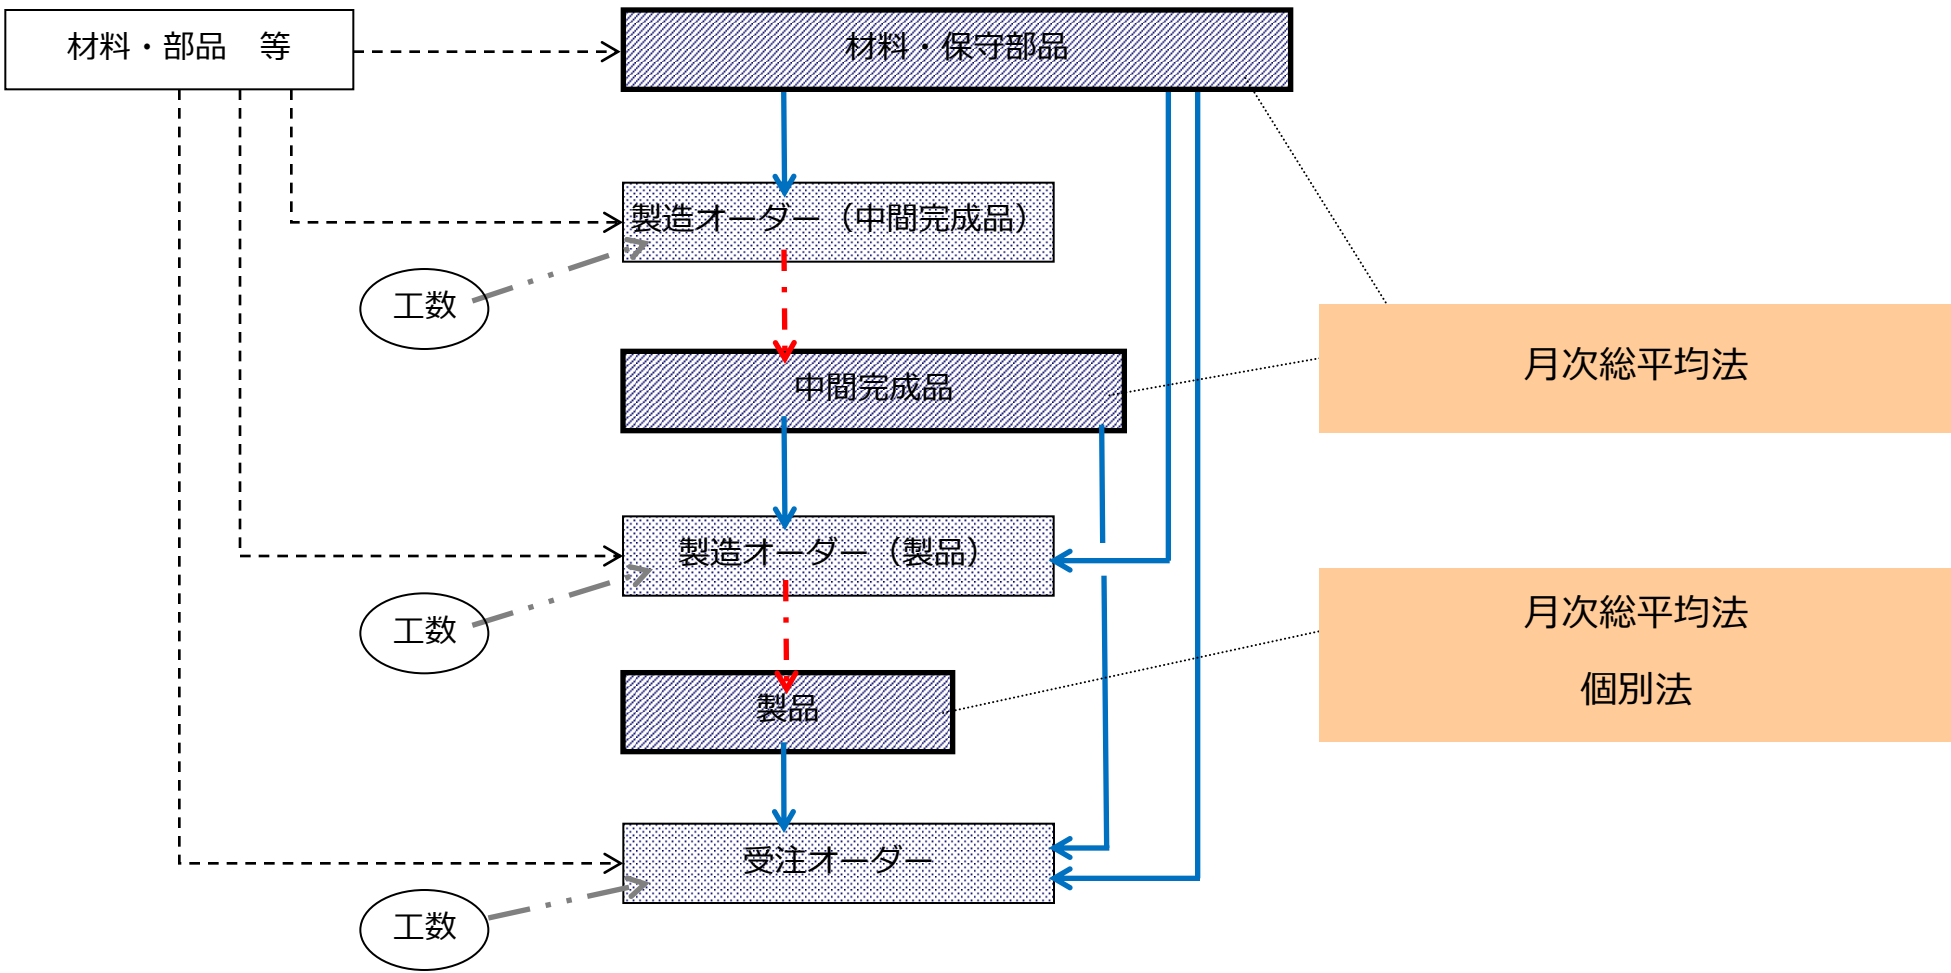 材料・部品　等
材料・保守部品
製造オーダー（中間完成品）
工数
中間完成品
月次総平均法
製造オーダー（製品）
工数
製品
月次総平均法
個別法
受注オーダー
工数